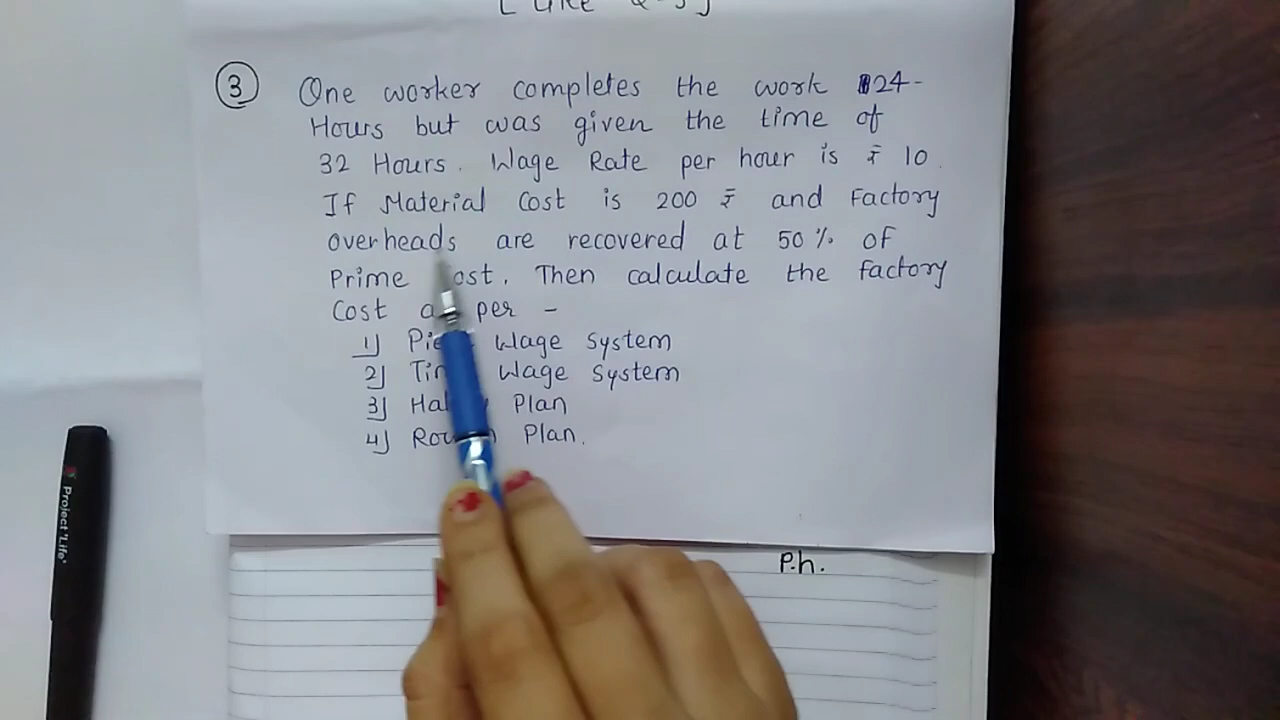 3 One worker completes the work 24-
Hours but was given the time of
32 Hours. Wage Rate per hour is ₹ 10.
If Material Cost is 200 ₹ and Factory
overheads are recovered at 50% of
Prime Cost. Then calculate the factory
Cost as per -
1) Wage System
2) Wage System
3) Plan
4) Plan.
P.h.
Project 'Life'